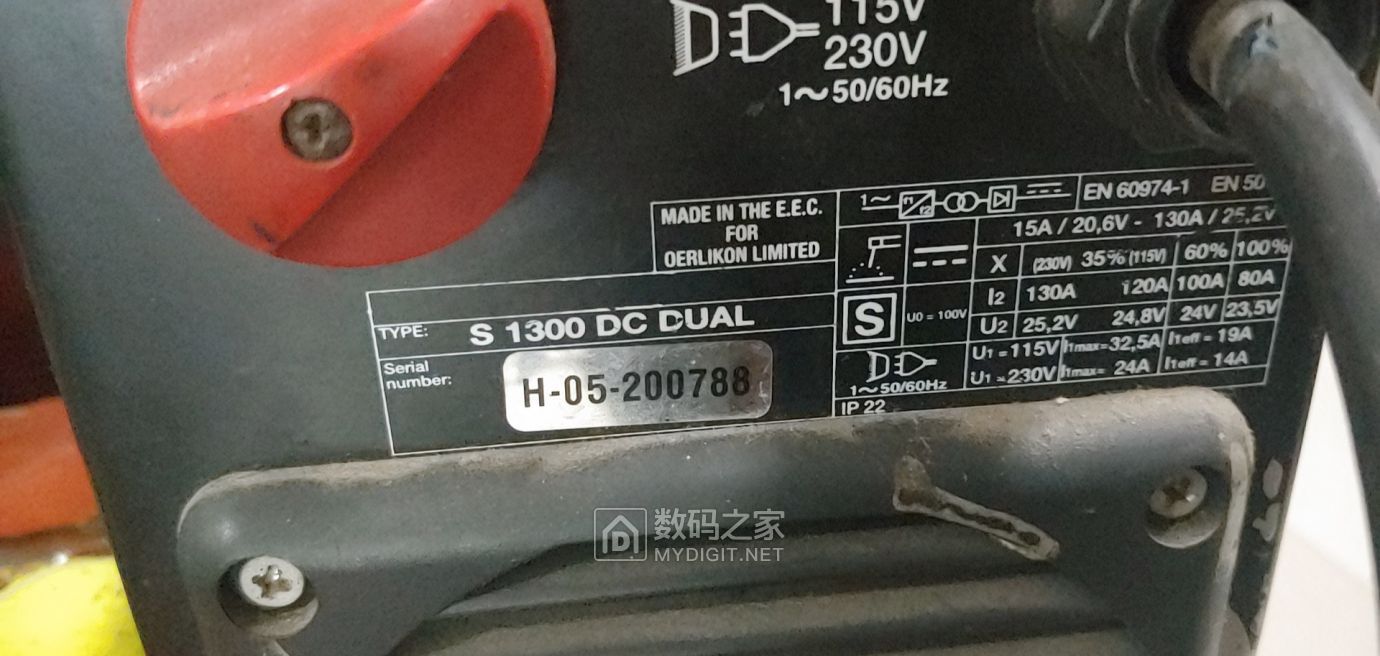 115V
230V
1~50/60Hz
MADE IN THE E.E.C.
FOR
OERLIKON LIMITED
1~ f1 f2 EN 60974-1 EN 50
15A / 20,6V - 130A / 25,2V
X (230V) 35% (115V) 60% 100%
I2 130A 120A 100A 80A
U0 = 100V
U2 25,2V 24,8V 24V 23,5V
S
U1 = 115V I1max= 32,5A I1eff = 19A
U1 = 230V I1max= 24A I1eff = 14A
1~50/60Hz
IP 22
TYPE: S 1300 DC DUAL
Serial
number: H-05-200788
数码之家
MYDIGIT.NET